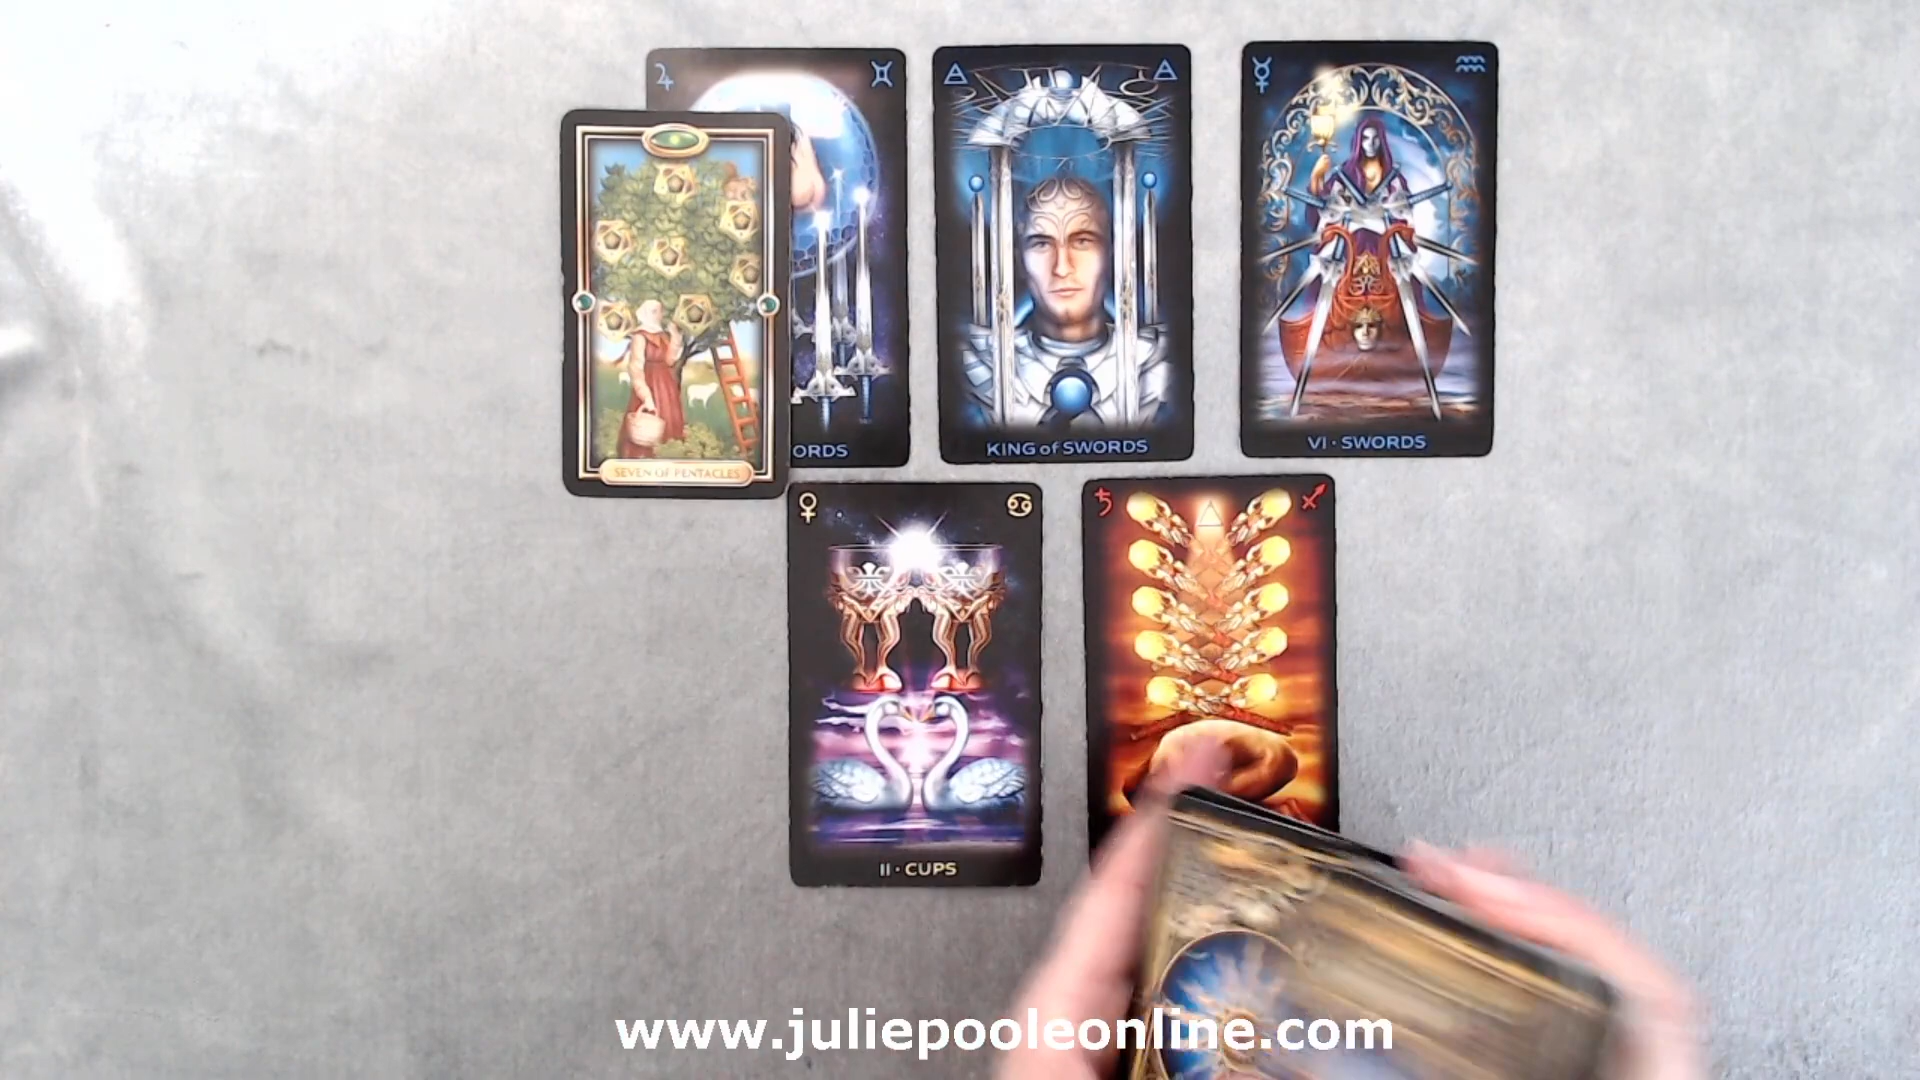 ORDS
KING of SWORDS
VI · SWORDS
SEVEN OF PENTACLES
II · CUPS
www.juliepooleonline.com